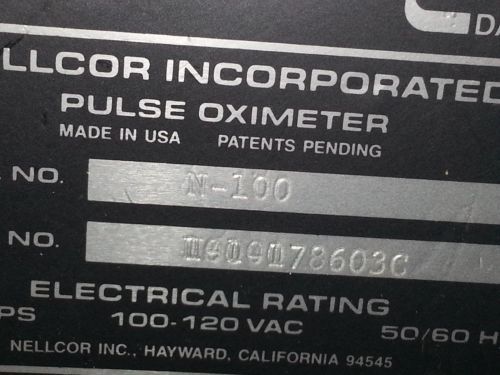 DA
LLCOR INCORPORATED
PULSE OXIMETER
MADE IN USA PATENTS PENDING
NO. N-100
NO.
ELECTRICAL RATING
PS 100-120 VAC 50/60 H
NELLCOR INC., HAYWARD, CALIFORNIA 94545